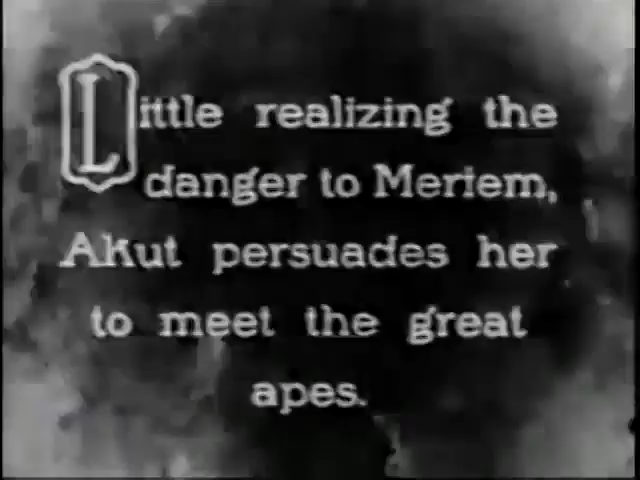 Little realizing the
danger to Meriem,
Akut persuades her
to meet the great
apes.